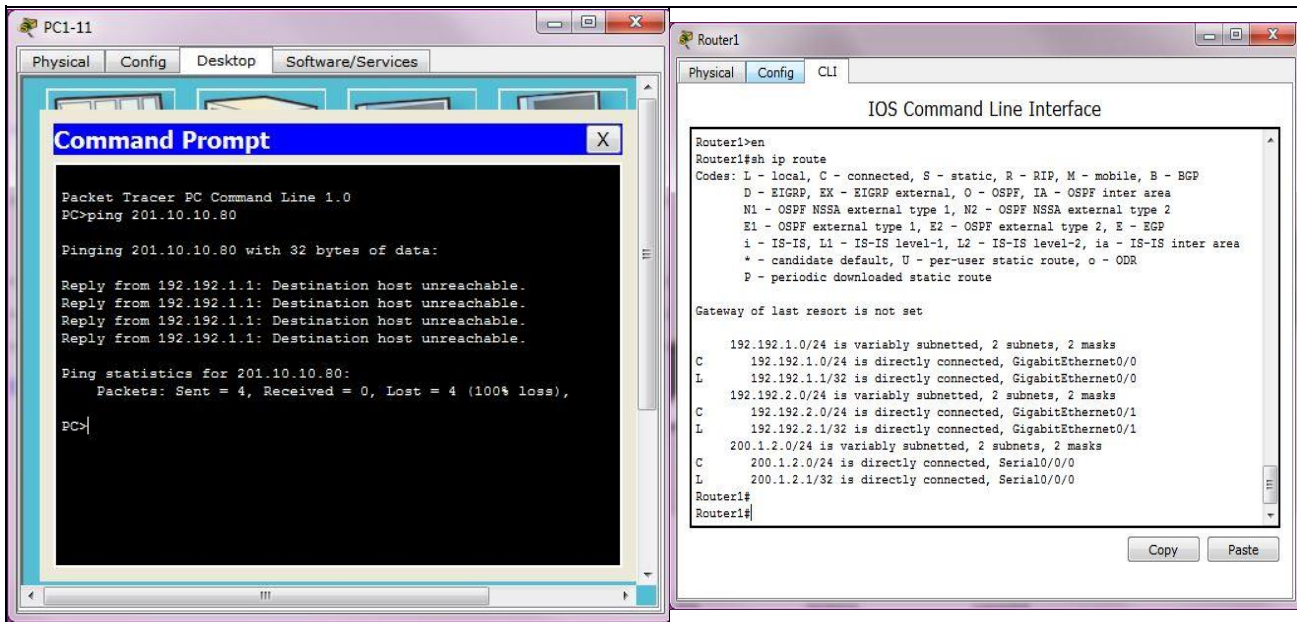 PC1-11
Physical Config Desktop Software/Services
Command Prompt
X
Packet Tracer PC Command Line 1.0
PC>ping 201.10.10.80
Pinging 201.10.10.80 with 32 bytes of data:
Reply from 192.192.1.1: Destination host unreachable.
Reply from 192.192.1.1: Destination host unreachable.
Reply from 192.192.1.1: Destination host unreachable.
Reply from 192.192.1.1: Destination host unreachable.
Ping statistics for 201.10.10.80:
Packets: Sent = 4, Received = 0, Lost = 4 (100% loss),
PC>
Router1
Physical Config CLI
IOS Command Line Interface
Router1>en
Router1#sh ip route
Codes: L - local, C - connected, S - static, R - RIP, M - mobile, B - BGP
D - EIGRP, EX - EIGRP external, O - OSPF, IA - OSPF inter area
N1 - OSPF NSSA external type 1, N2 - OSPF NSSA external type 2
E1 - OSPF external type 1, E2 - OSPF external type 2, E - EGP
i - IS-IS, L1 - IS-IS level-1, L2 - IS-IS level-2, ia - IS-IS inter area
* - candidate default, U - per-user static route, o - ODR
P - periodic downloaded static route
Gateway of last resort is not set
192.192.1.0/24 is variably subnetted, 2 subnets, 2 masks
C 192.192.1.0/24 is directly connected, GigabitEthernet0/0
L 192.192.1.1/32 is directly connected, GigabitEthernet0/0
192.192.2.0/24 is variably subnetted, 2 subnets, 2 masks
C 192.192.2.0/24 is directly connected, GigabitEthernet0/1
L 192.192.2.1/32 is directly connected, GigabitEthernet0/1
200.1.2.0/24 is variably subnetted, 2 subnets, 2 masks
C 200.1.2.0/24 is directly connected, Serial0/0/0
L 200.1.2.1/32 is directly connected, Serial0/0/0
Router1#
Router1#
Copy Paste